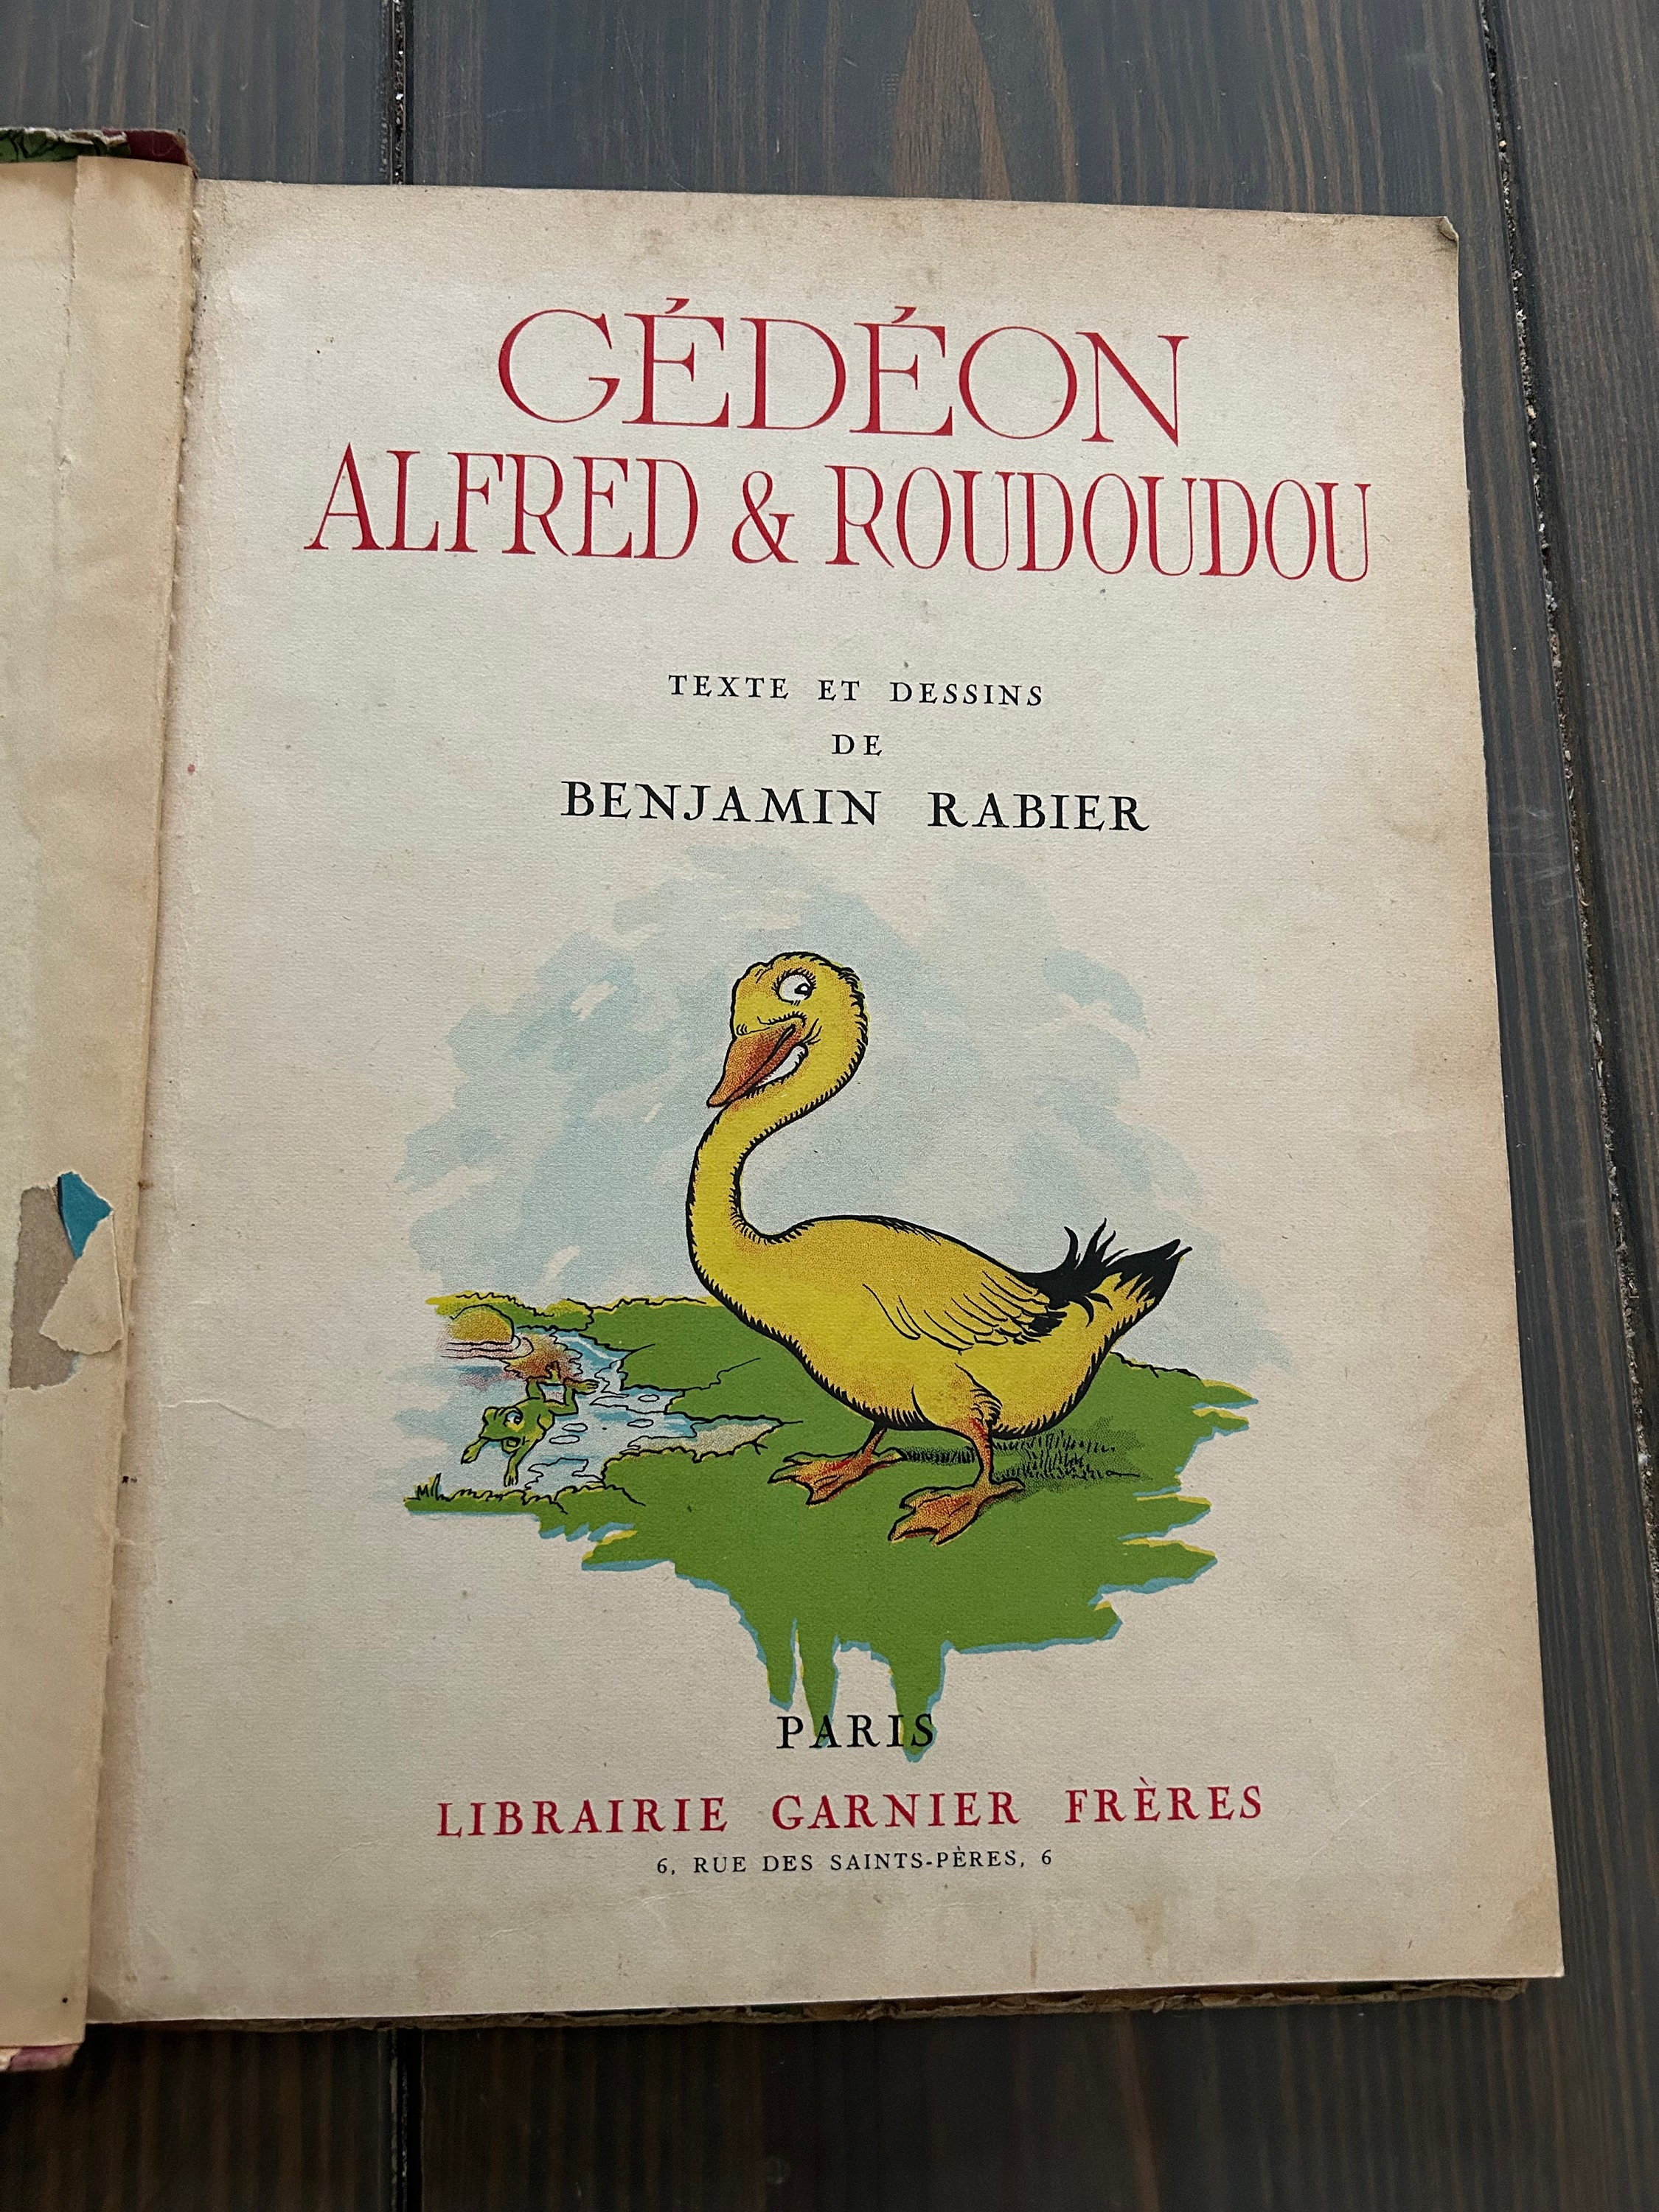 GÉDÉON
ALFRED & ROUDOUDOU
TEXTE ET DESSINS
DE
BENJAMIN RABIER
PARIS
LIBRAIRIE GARNIER FRÈRES
6, RUE DES SAINTS-PÈRES, 6